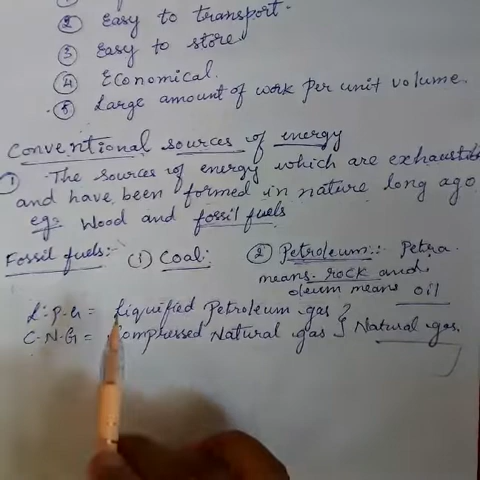 ② Easy to transport.
③ Easy to store
④ Economical.
⑤ Large amount of work per unit volume.
Conventional sources of energy
① The sources of energy which are exhaustible
and have been formed in nature long ago
eg:- Wood and fossil fuels
Fossil fuels:- (1) Coal: ② Petroleum:- Petra
means rock and
oleum means oil
L.P.G = Liquified Petroleum gas }
C.N.G = Compressed Natural gas } Natural gas.